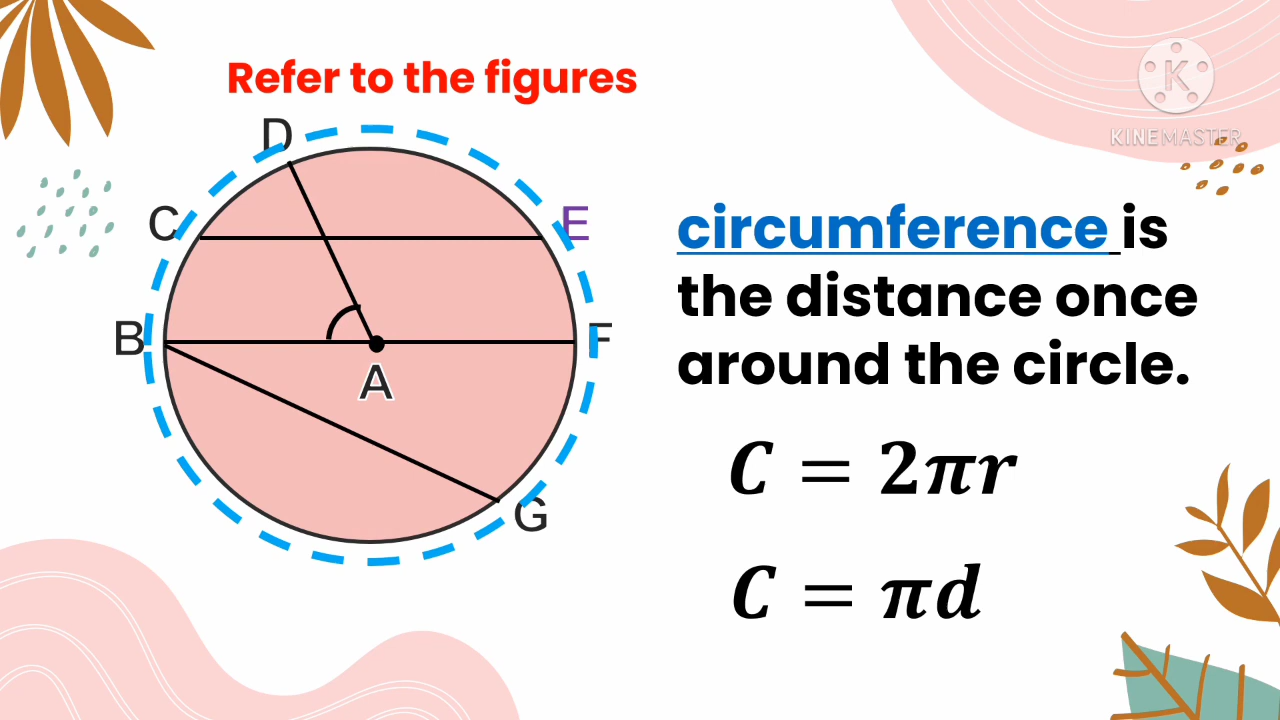 Refer to the figures
K
KINEMASTER
D
C
E
B
F
A
G
circumference is
the distance once
around the circle.
C = 2πr
C = πd